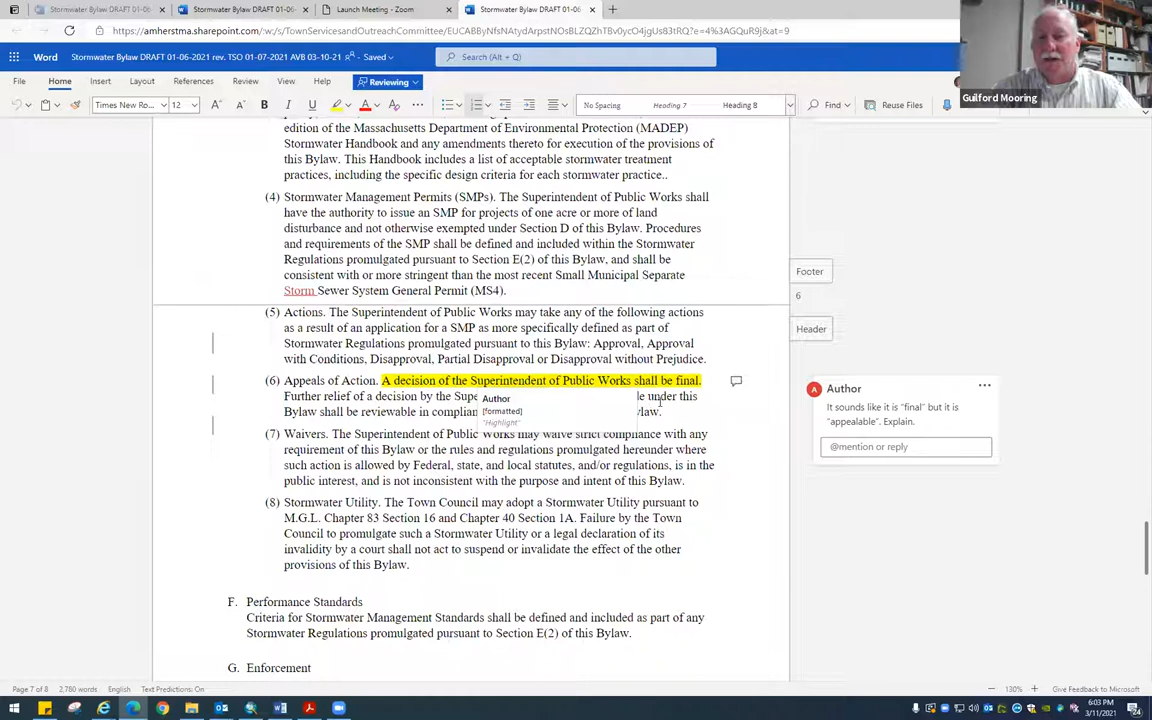 Stormwater Bylaw DRAFT 01-06
Stormwater Bylaw DRAFT 01-06-
Launch Meeting - Zoom
Stormwater Bylaw DRAFT 01-06-
https://amherstma.sharepoint.com/:w:/s/TownServicesandOutreachCommittee/
Word
Stormwater Bylaw DRAFT 01-06-2021 rev. TSO 01-07-2021 AVB 03-10-21
- Saved
Search (Alt + Q)
File
Home
Insert
Layout
References
Review
View
Help
Reviewing
Guilford Mooring
Times New Ro...
12
A
A
B
I
U
A
No Spacing
Heading 7
Heading 8
Find
Reuse Files
edition of the Massachusetts Department of Environmental Protection (MADEP)
Stormwater Handbook and any amendments thereto for execution of the provisions of
this Bylaw. This Handbook includes a list of acceptable stormwater treatment
practices, including the specific design criteria for each stormwater practice..
(4) Stormwater Management Permits (SMPs). The Superintendent of Public Works shall
have the authority to issue an SMP for projects of one acre or more of land
disturbance and not otherwise exempted under Section D of this Bylaw. Procedures
and requirements of the SMP shall be defined and included within the Stormwater
Regulations promulgated pursuant to Section E(2) of this Bylaw, and shall be
consistent with or more stringent than the most recent Small Municipal Separate
Storm Sewer System General Permit (MS4).
Footer
6
Header
(5) Actions. The Superintendent of Public Works may take any of the following actions
as a result of an application for a SMP as more specifically defined as part of
Stormwater Regulations promulgated pursuant to this Bylaw: Approval, Approval
with Conditions, Disapproval, Partial Disapproval or Disapproval without Prejudice.
(6) Appeals of Action. A decision of the Superintendent of Public Works shall be final.
Further relief of a decision by the Supe
e under this
Bylaw shall be reviewable in complian
ylaw.
Author
[formatted]
"Highlight"
A
Author
It sounds like it is "final" but it is
"appealable". Explain.
@mention or reply
(7) Waivers. The Superintendent of Public Works may waive strict compliance with any
requirement of this Bylaw or the rules and regulations promulgated hereunder where
such action is allowed by Federal, state, and local statutes, and/or regulations, is in the
public interest, and is not inconsistent with the purpose and intent of this Bylaw.
(8) Stormwater Utility. The Town Council may adopt a Stormwater Utility pursuant to
M.G.L. Chapter 83 Section 16 and Chapter 40 Section 1A. Failure by the Town
Council to promulgate such a Stormwater Utility or a legal declaration of its
invalidity by a court shall not act to suspend or invalidate the effect of the other
provisions of this Bylaw.
F. Performance Standards
Criteria for Stormwater Management Standards shall be defined and included as part of any
Stormwater Regulations promulgated pursuant to Section E(2) of this Bylaw.
G. Enforcement
Page 7 of 8
2,780 words
English
Text Predictions: On
130%
Give Feedback to Microsoft
6:03 PM
3/11/2021